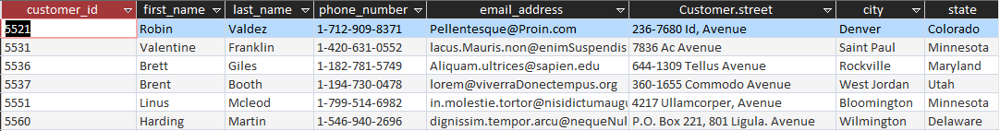 customer_id first_name last_name phone_number email_address Customer.street city state
5521 Robin Valdez 1-712-909-8371 Pellentesque@Proin.com 236-7680 Id, Avenue Denver Colorado
5531 Valentine Franklin 1-420-631-0552 lacus.Mauris.non@enimSuspendis 7836 Ac Avenue Saint Paul Minnesota
5536 Brett Giles 1-182-781-5749 Aliquam.ultrices@sapien.edu 644-1309 Tellus Avenue Rockville Maryland
5537 Brent Booth 1-194-730-0478 lorem@viverraDonectempus.org 360-1655 Commodo Avenue West Jordan Utah
5551 Linus Mcleod 1-799-514-6982 in.molestie.tortor@nisidictumaugu 4217 Ullamcorper, Avenue Bloomington Minnesota
5560 Harding Martin 1-546-940-2696 dignissim.tempor.arcu@nequeNul P.O. Box 221, 801 Ligula. Avenue Wilmington Delaware